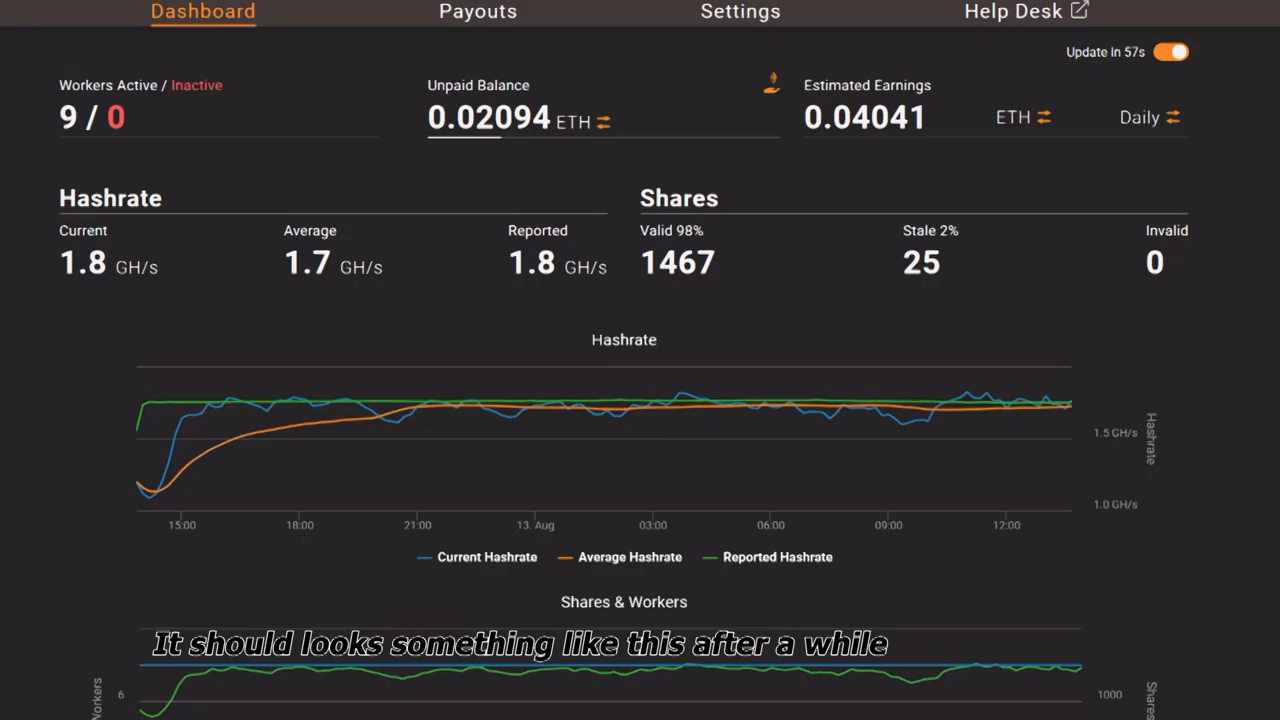 Dashboard Payouts Settings Help Desk
Update in 57s
Workers Active / Inactive Unpaid Balance Estimated Earnings
9 / 0 0.02094 ETH 0.04041 ETH Daily
Hashrate Shares
Current Average Reported Valid 98% Stale 2% Invalid
1.8 GH/s 1.7 GH/s 1.8 GH/s 1467 25 0
Hashrate
1.5 GH/s
Hashrate
1.0 GH/s
15:00 18:00 21:00 13. Aug 03:00 06:00 09:00 12:00
Current Hashrate Average Hashrate Reported Hashrate
Shares & Workers
It should looks something like this after a while
6 1000
Workers Shares